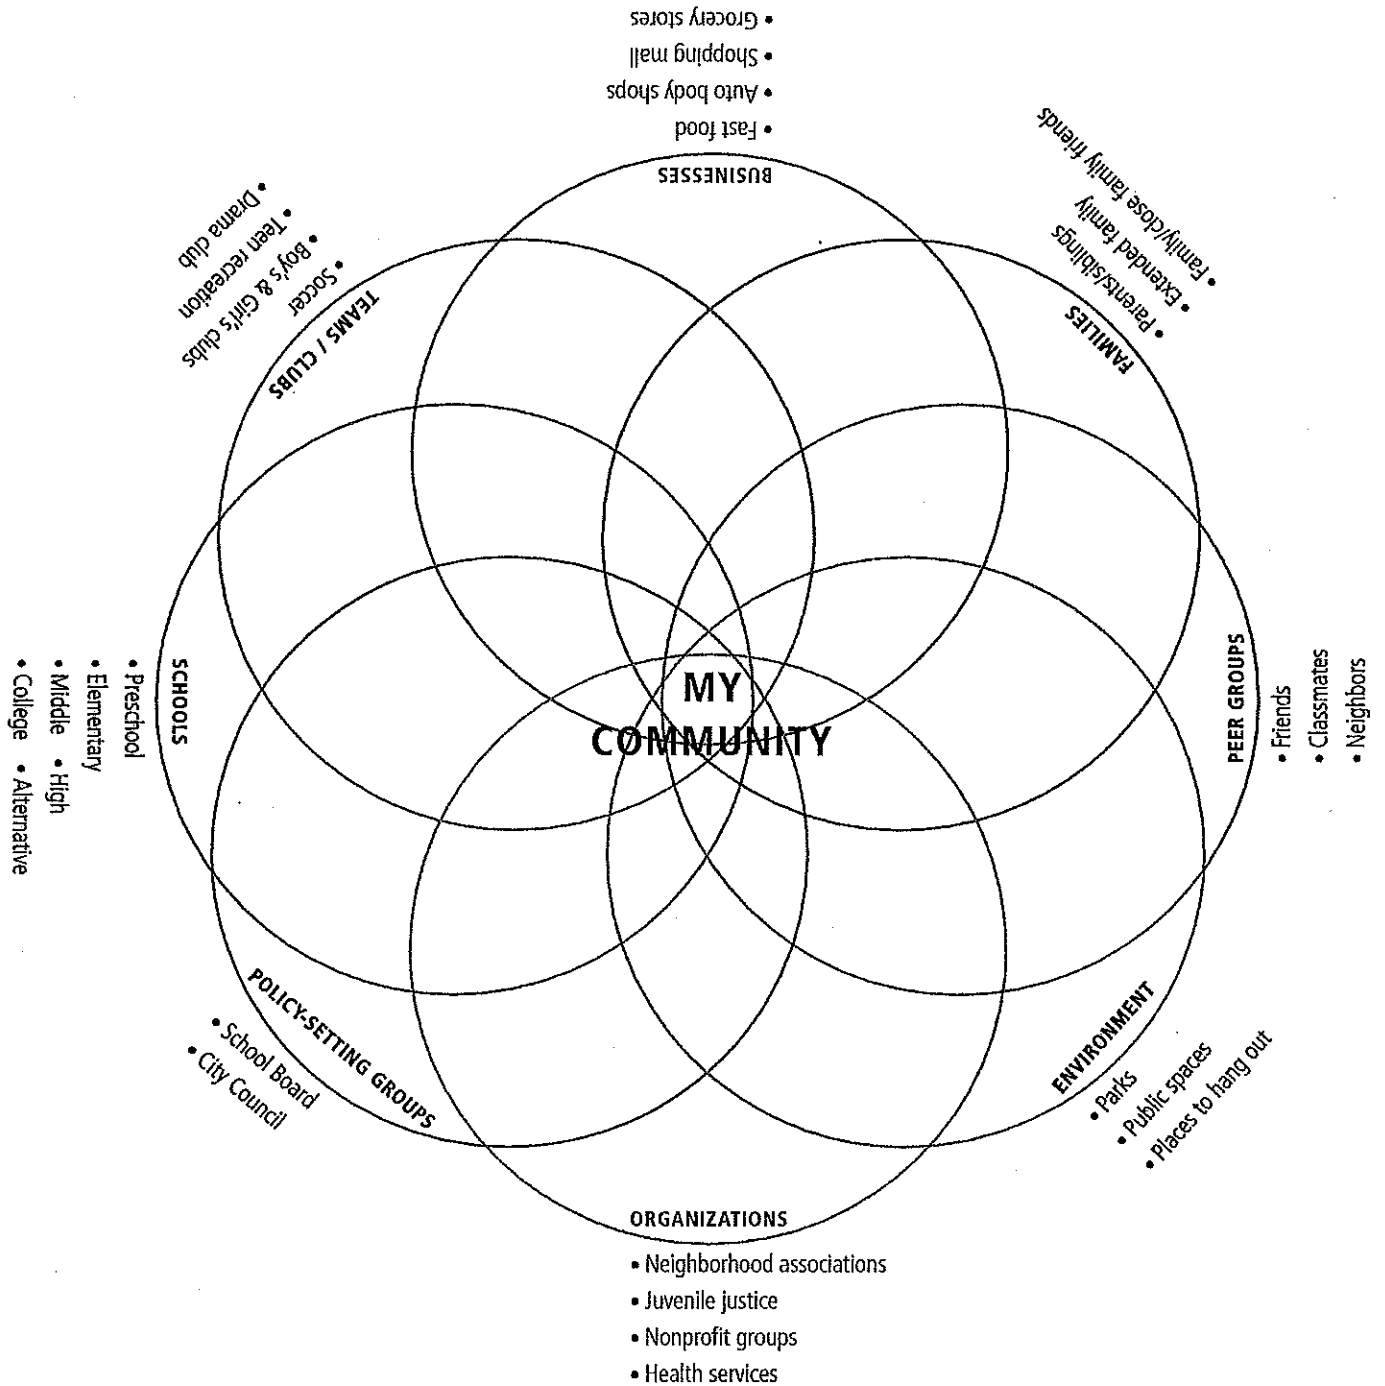 BUSINESSES
• Fast food
• Auto body shops
• Shopping mall
• Grocery stores
FAMILIES
• Parents/siblings
• Extended family
• Family/close family friends
PEER GROUPS
• Friends
• Classmates
• Neighbors
ENVIRONMENT
• Parks
• Public spaces
• Places to hang out
ORGANIZATIONS
• Neighborhood associations
• Juvenile justice
• Nonprofit groups
• Health services
POLICY-SETTING GROUPS
• School Board
• City Council
SCHOOLS
• Preschool
• Elementary
• Middle • High
• College • Alternative
TEAMS / CLUBS
• Soccer
• Boy's & Girl's clubs
• Teen recreation
• Drama club
MY
COMMUNITY